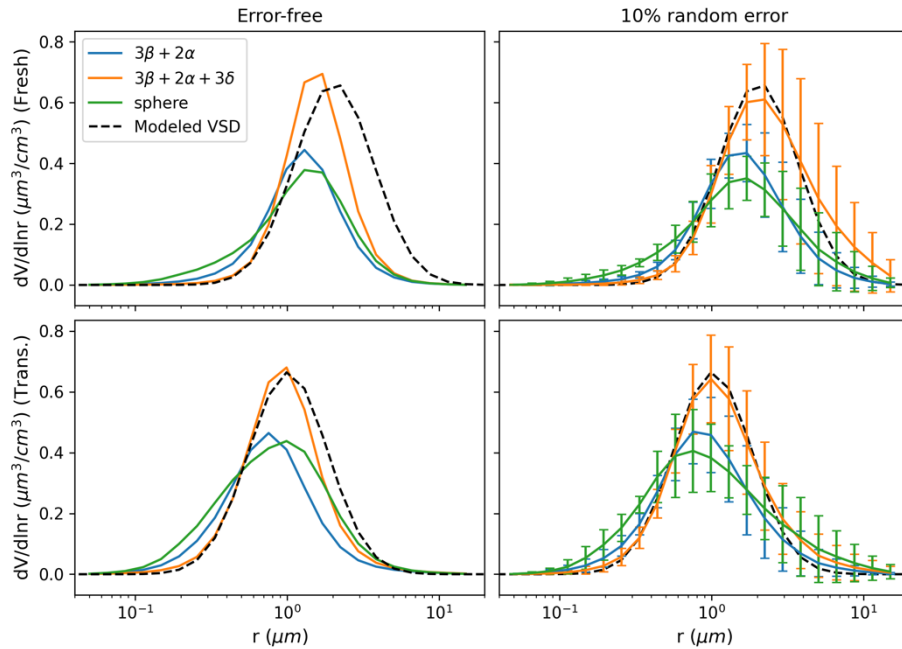 Error-free
10% random error
dV/dlnr (μm³/cm³) (Fresh)
0.8
0.6
0.4
0.2
0.0
3β + 2α
3β + 2α + 3δ
sphere
Modeled VSD
dV/dlnr (μm³/cm³) (Trans.)
0.8
0.6
0.4
0.2
0.0
10⁻¹ 10⁰ 10¹
r (μm)
10⁻¹ 10⁰ 10¹
r (μm)